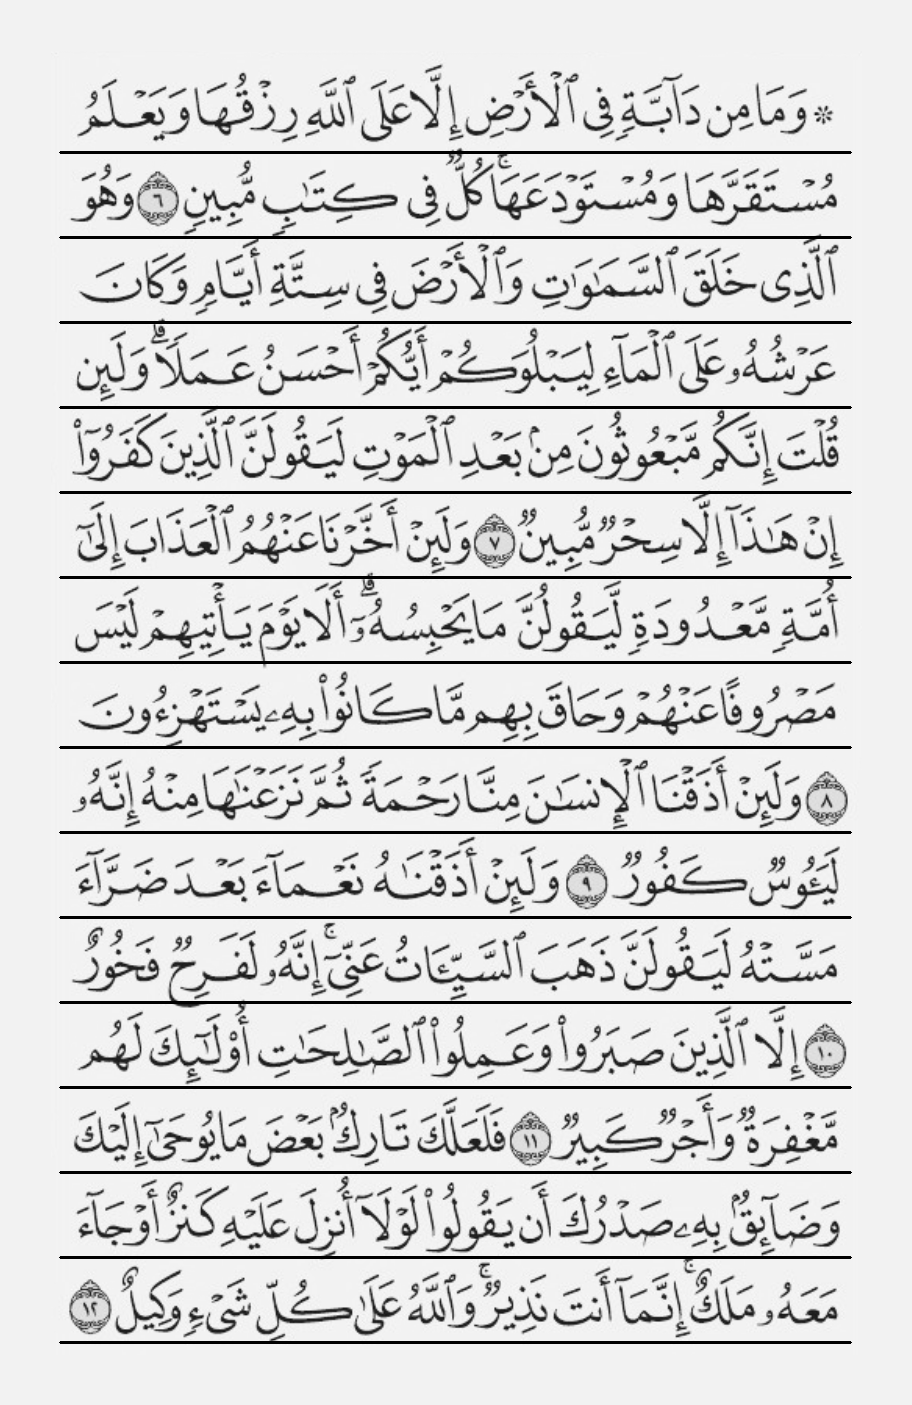 ۞ وَمَا مِن دَآبَّةٍ فِى ٱلْأَرْضِ إِلَّا عَلَى ٱللَّهِ رِزْقُهَا وَيَعْلَمُ
مُسْتَقَرَّهَا وَمُسْتَوْدَعَهَا ۚ كُلٌّ فِى كِتَٰبٍ مُّبِينٍ ٦ وَهُوَ
ٱلَّذِى خَلَقَ ٱلسَّمَٰوَٰتِ وَٱلْأَرْضَ فِى سِتَّةِ أَيَّامٍ وَكَانَ
عَرْشُهُۥ عَلَى ٱلْمَآءِ لِيَبْلُوَكُمْ أَيُّكُمْ أَحْسَنُ عَمَلًا ۗ وَلَئِن
قُلْتَ إِنَّكُم مَّبْعُوثُونَ مِنۢ بَعْدِ ٱلْمَوْتِ لَيَقُولَنَّ ٱلَّذِينَ كَفَرُوٓا۟
إِنْ هَٰذَآ إِلَّا سِحْرٌ مُّبِينٌ ٧ وَلَئِنْ أَخَّرْنَا عَنْهُمُ ٱلْعَذَابَ إِلَىٰٓ
أُمَّةٍ مَّعْدُودَةٍ لَّيَقُولُنَّ مَا يَحْبِسُهُۥٓ ۗ أَلَا يَوْمَ يَأْتِيهِمْ لَيْسَ
مَصْرُوفًا عَنْهُمْ وَحَاقَ بِهِم مَّا كَانُوا۟ بِهِۦ يَسْتَهْزِءُونَ
٨ وَلَئِنْ أَذَقْنَا ٱلْإِنسَٰنَ مِنَّا رَحْمَةً ثُمَّ نَزَعْنَٰهَا مِنْهُ إِنَّهُۥ
لَيَـُٔوسٌ كَفُورٌ ٩ وَلَئِنْ أَذَقْنَٰهُ نَعْمَآءَ بَعْدَ ضَرَّآءَ
مَسَّتْهُ لَيَقُولَنَّ ذَهَبَ ٱلسَّيِّـَٔاتُ عَنِّىٓ ۚ إِنَّهُۥ لَفَرِحٌ فَخُورٌ
١٠ إِلَّا ٱلَّذِينَ صَبَرُوا۟ وَعَمِلُوا۟ ٱلصَّٰلِحَٰتِ أُو۟لَٰٓئِكَ لَهُم
مَّغْفِرَةٌ وَأَجْرٌ كَبِيرٌ ١١ فَلَعَلَّكَ تَارِكٌۢ بَعْضَ مَا يُوحَىٰٓ إِلَيْكَ
وَضَآئِقٌۢ بِهِۦ صَدْرُكَ أَن يَقُولُوا۟ لَوْلَآ أُنزِلَ عَلَيْهِ كَنزٌ أَوْ جَآءَ
مَعَهُۥ مَلَكٌ ۚ إِنَّمَآ أَنتَ نَذِيرٌ ۚ وَٱللَّهُ عَلَىٰ كُلِّ شَىْءٍ وَكِيلٌ ١٢